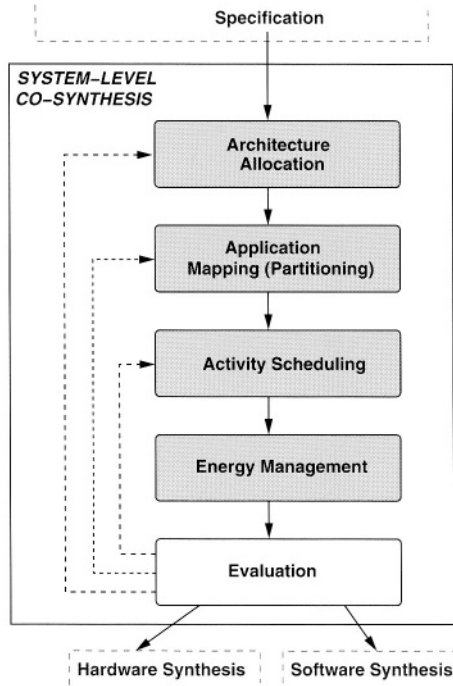 Specification
SYSTEM-LEVEL
CO-SYNTHESIS
Architecture
Allocation
Application
Mapping (Partitioning)
Activity Scheduling
Energy Management
Evaluation
Hardware Synthesis
Software Synthesis